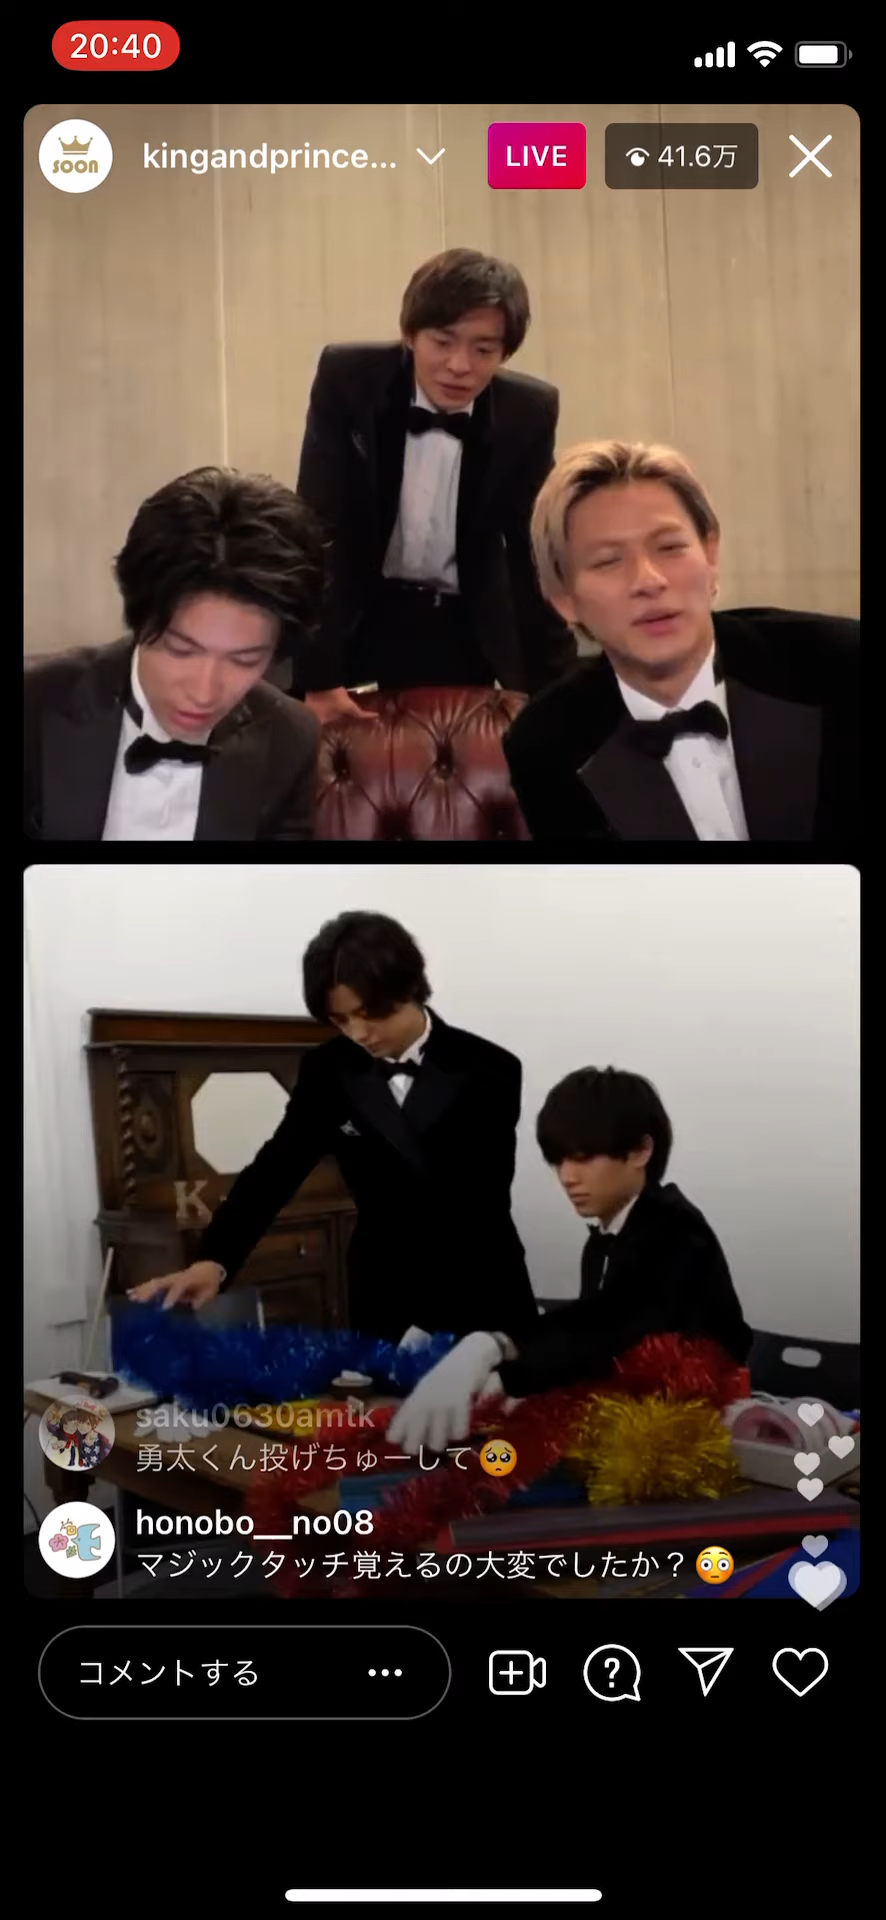 20:40
SOON
kingandprince...
LIVE
41.6万
K
saku0630amtk
勇太くん投げちゅーして🥺
honobo__no08
マジックタッチ覚えるの大変でしたか？😳
コメントする